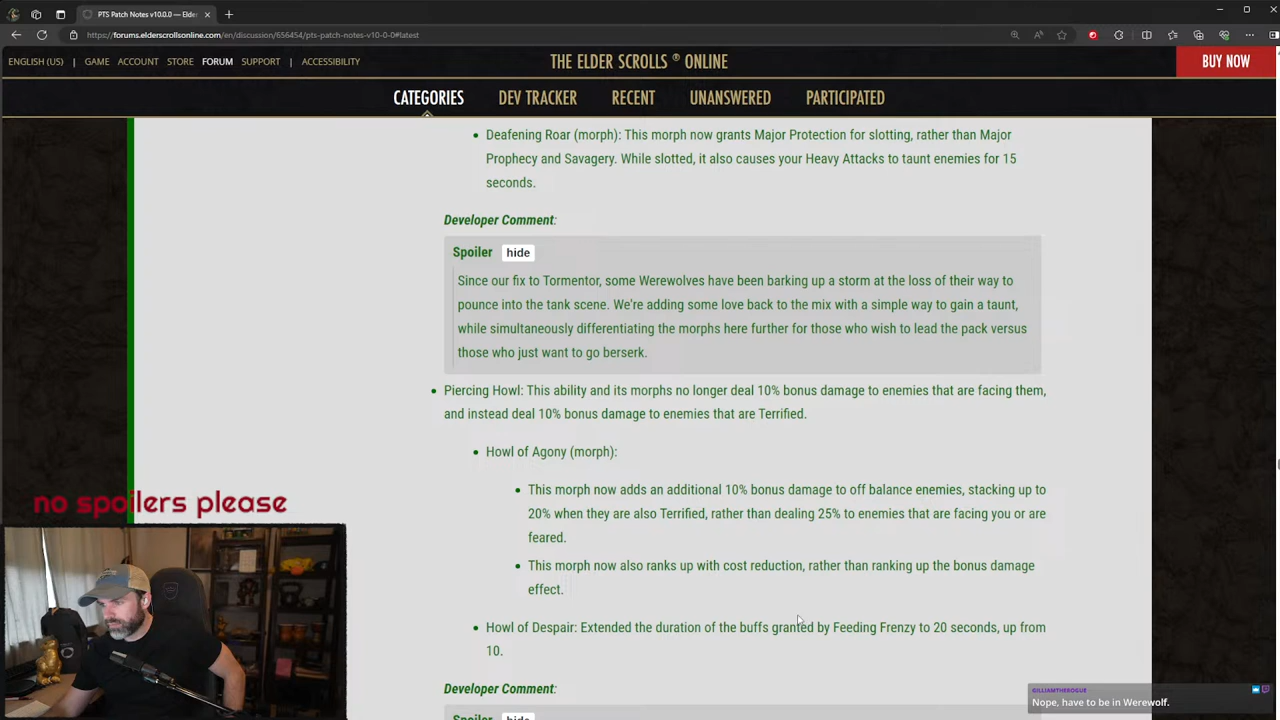 PTS Patch Notes v10.0.0 — Elder
https://forums.elderscrollsonline.com/en/discussion/656454/pts-patch-notes-v10-0-0#latest
ENGLISH (US) | GAME ACCOUNT STORE FORUM SUPPORT | ACCESSIBILITY
THE ELDER SCROLLS ® ONLINE
BUY NOW
CATEGORIES DEV TRACKER RECENT UNANSWERED PARTICIPATED
• Deafening Roar (morph): This morph now grants Major Protection for slotting, rather than Major
Prophecy and Savagery. While slotted, it also causes your Heavy Attacks to taunt enemies for 15
seconds.
Developer Comment:
Spoiler hide
Since our fix to Tormentor, some Werewolves have been barking up a storm at the loss of their way to
pounce into the tank scene. We're adding some love back to the mix with a simple way to gain a taunt,
while simultaneously differentiating the morphs here further for those who wish to lead the pack versus
those who just want to go berserk.
• Piercing Howl: This ability and its morphs no longer deal 10% bonus damage to enemies that are facing them,
and instead deal 10% bonus damage to enemies that are Terrified.
• Howl of Agony (morph):
• This morph now adds an additional 10% bonus damage to off balance enemies, stacking up to
20% when they are also Terrified, rather than dealing 25% to enemies that are facing you or are
feared.
• This morph now also ranks up with cost reduction, rather than ranking up the bonus damage
effect.
• Howl of Despair: Extended the duration of the buffs granted by Feeding Frenzy to 20 seconds, up from
10.
Developer Comment:
Spoiler hide
no spoilers please
GILLIAMTHEROGUE
Nope, have to be in Werewolf.